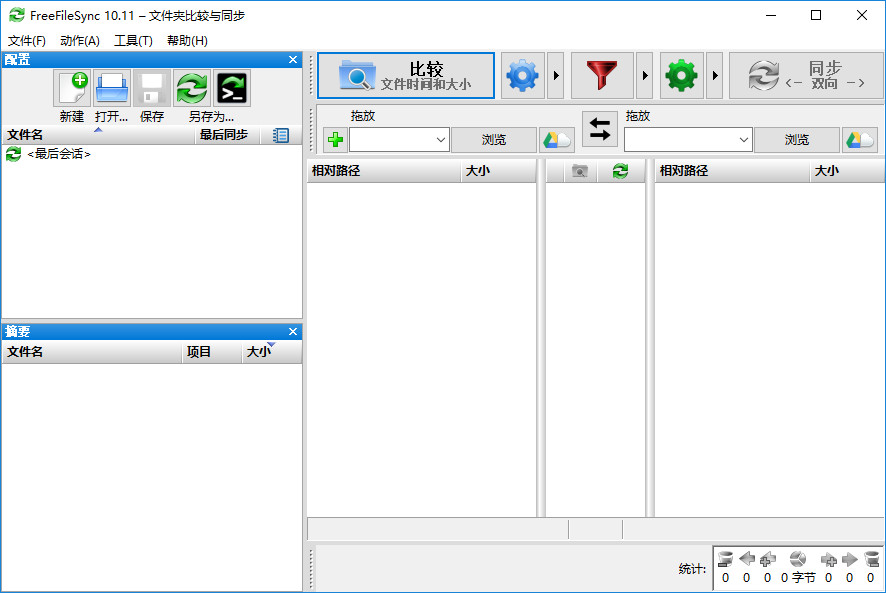 FreeFileSync 10.11 – 文件夹比较与同步
文件(F) 动作(A) 工具(T) 帮助(H)
配置
新建 打开... 保存 另存为...
文件名 最后同步
<最后会话>
摘要
文件名 项目 大小
比较
文件时间和大小
同步
<− 双向 −>
拖放
浏览
拖放
浏览
相对路径 大小
相对路径 大小
统计:
0 0 0 0 字节 0 0 0